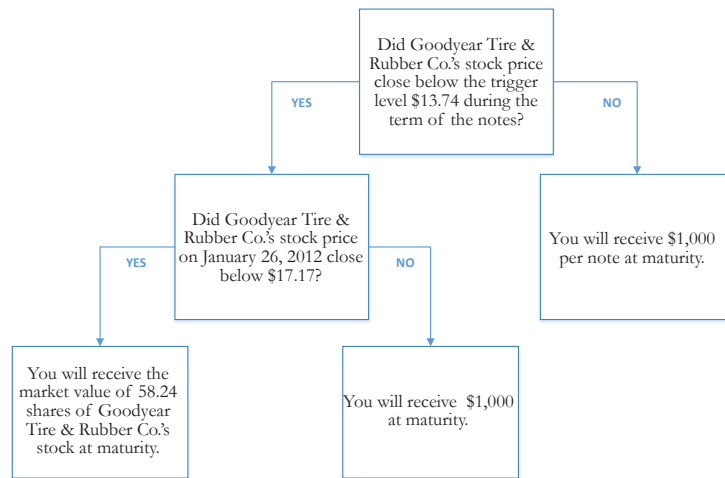 Did Goodyear Tire &
Rubber Co.'s stock price
close below the trigger
level $13.74 during the
term of the notes?
YES
NO
Did Goodyear Tire &
Rubber Co.'s stock price
on January 26, 2012 close
below $17.17?
You will receive $1,000
per note at maturity.
YES
NO
You will receive the
market value of 58.24
shares of Goodyear
Tire & Rubber Co.'s
stock at maturity.
You will receive $1,000
at maturity.